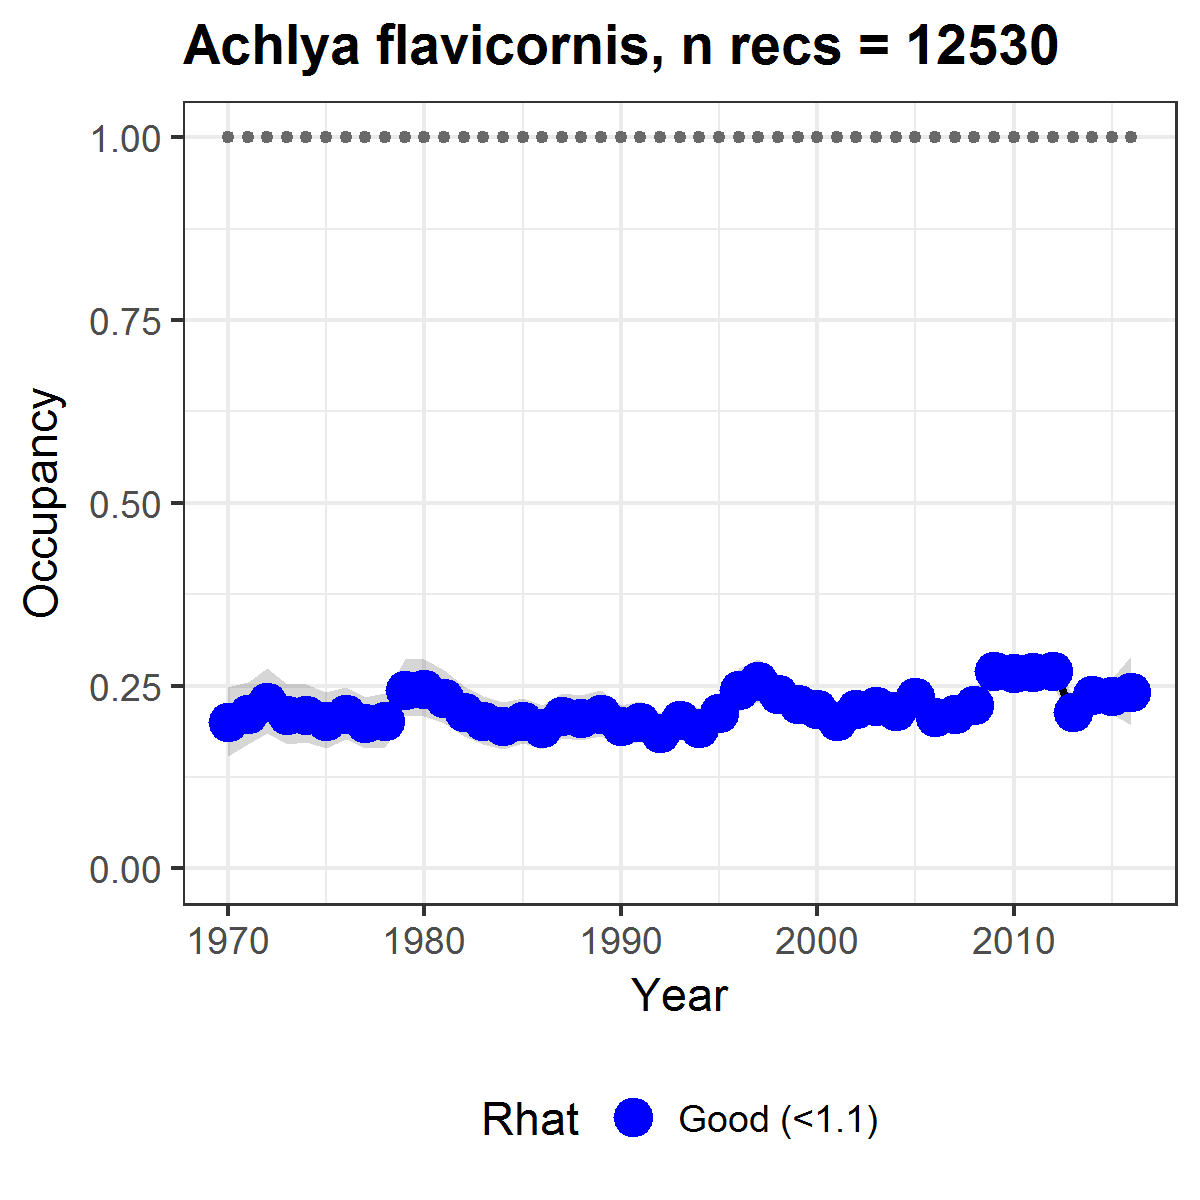 Achlya flavicornis, n recs = 12530
1.00
0.75
0.50
0.25
0.00
Occupancy
1970 1980 1990 2000 2010
Year
Rhat Good (<1.1)